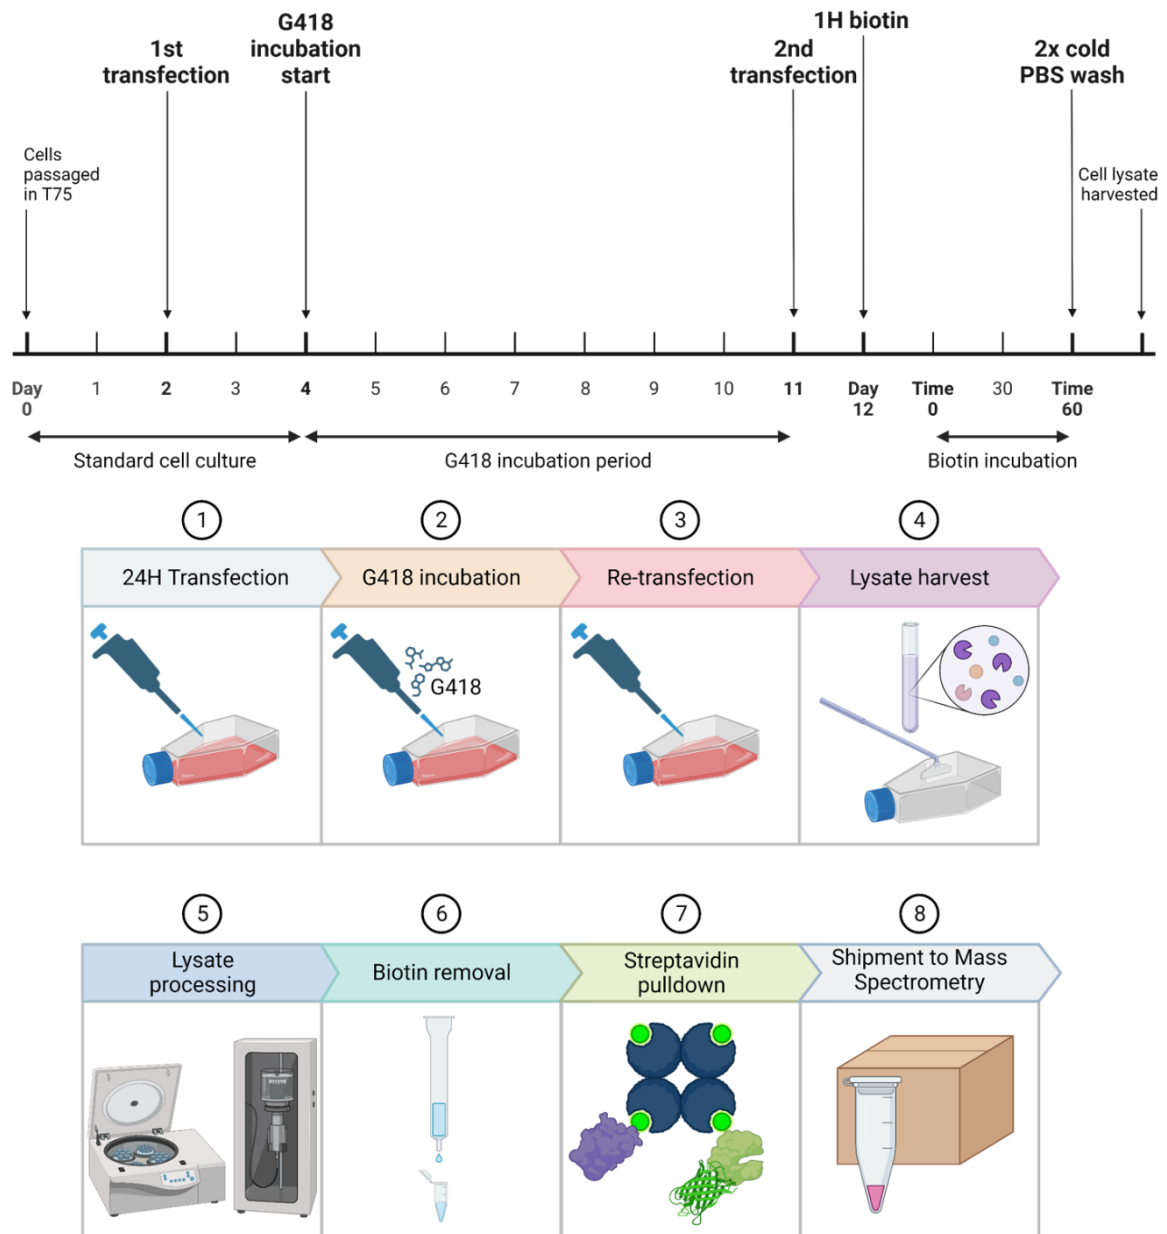 1st
transfection
G418
incubation
start
2nd
transfection
1H biotin
2x cold
PBS wash
Cells
passaged
in T75
Cell lysate
harvested
Day
0
1
2
3
4
5
6
7
8
9
10
11
Day
12
Time
0
30
Time
60
Standard cell culture
G418 incubation period
Biotin incubation
1
2
3
4
24H Transfection
G418 incubation
Re-transfection
Lysate harvest
G418
5
6
7
8
Lysate
processing
Biotin removal
Streptavidin
pulldown
Shipment to Mass
Spectrometry